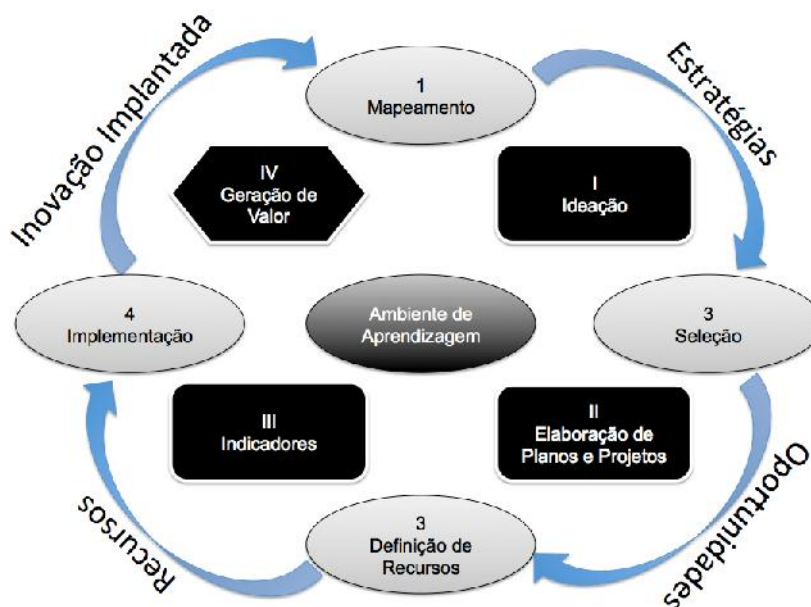 1
Mapeamento
Estratégias
Inovação Implantada
IV
Geração de
Valor
I
Ideação
4
Implementação
Ambiente de
Aprendizagem
3
Seleção
III
Indicadores
II
Elaboração de
Planos e Projetos
Recursos
3
Definição de
Recursos
Oportunidades